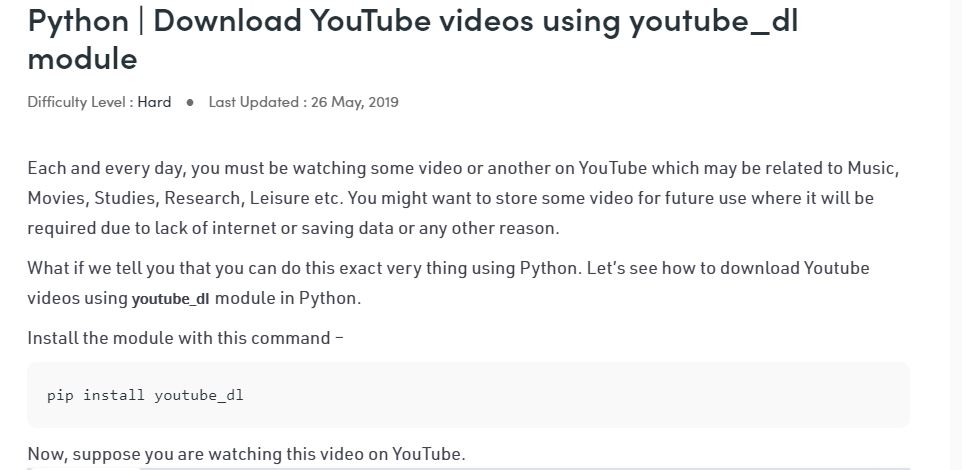 Python | Download YouTube videos using youtube_dl
module
Difficulty Level : Hard ● Last Updated : 26 May, 2019
Each and every day, you must be watching some video or another on YouTube which may be related to Music,
Movies, Studies, Research, Leisure etc. You might want to store some video for future use where it will be
required due to lack of internet or saving data or any other reason.
What if we tell you that you can do this exact very thing using Python. Let’s see how to download Youtube
videos using youtube_dl module in Python.
Install the module with this command –
pip install youtube_dl
Now, suppose you are watching this video on YouTube.